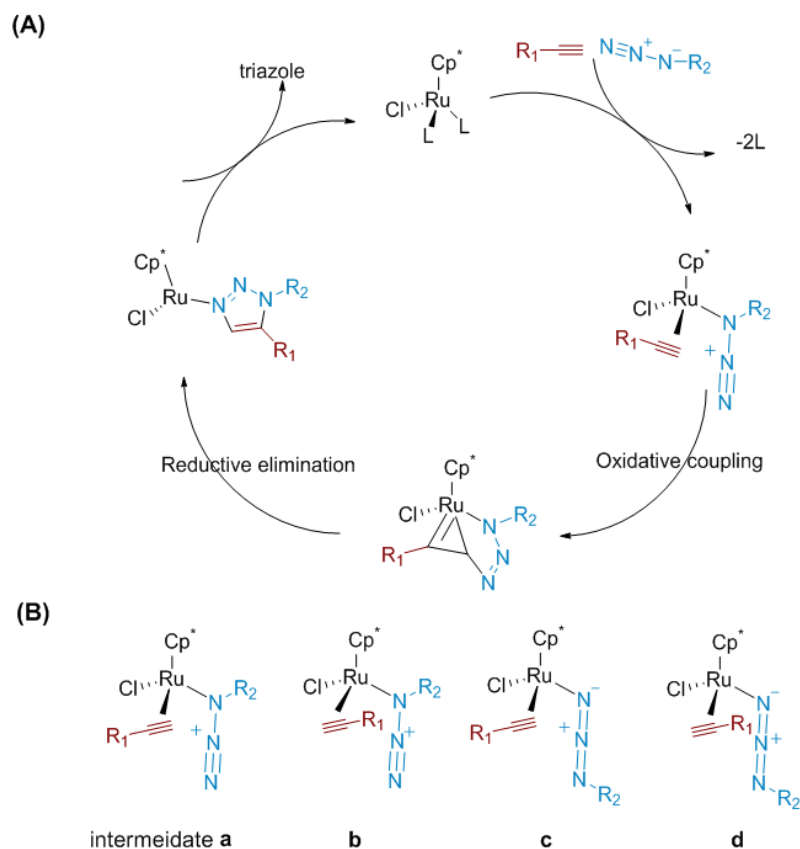 (A)
triazole
Cp*
Cl Ru
L L
R1 N N+ N− R2
-2L
Cp*
Ru
Cl
N N N R2
R1
Cp*
Cl Ru
R1 N R2
+ N
N
Reductive elimination
Oxidative coupling
Cp*
Cl Ru
N R2
R1 N
N
(B)
Cp* Cp* Cp* Cp*
Cl Ru N R2 Cl Ru N R2 Cl Ru N− Cl Ru N−
R1 + N R1 N+ R1 + N R1 N+
N N N R2 N R2
intermeidate a b c d